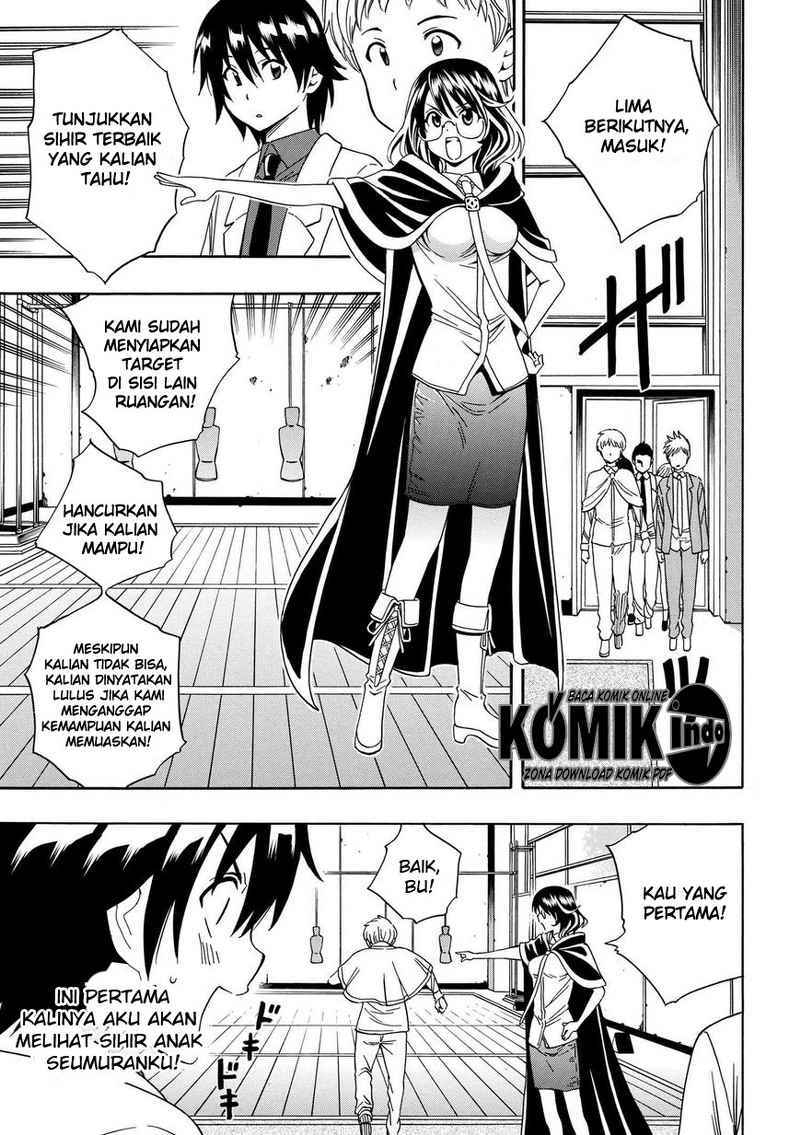 LIMA
BERIKUTNYA,
MASUK!
TUNJUKKAN
SIHIR TERBAIK
YANG KALIAN
TAHU!
KAMI SUDAH
MENYIAPKAN
TARGET
DI SISI LAIN
RUANGAN!
HANCURKAN
JIKA KALIAN
MAMPU!
MESKIPUN
KALIAN TIDAK BISA,
KALIAN DINYATAKAN
LULUS JIKA KAMI
MENGANGGAP
KEMAMPUAN KALIAN
MEMUASKAN!
BACA KOMIK ONLINE
KOMIK Indo
ZONA DOWNLOAD KOMIK PDF
KAU YANG
PERTAMA!
BAIK,
BU!
INI PERTAMA
KALINYA AKU AKAN
MELIHAT SIHIR ANAK
SEUMURANKU~
ドキ
ドキ